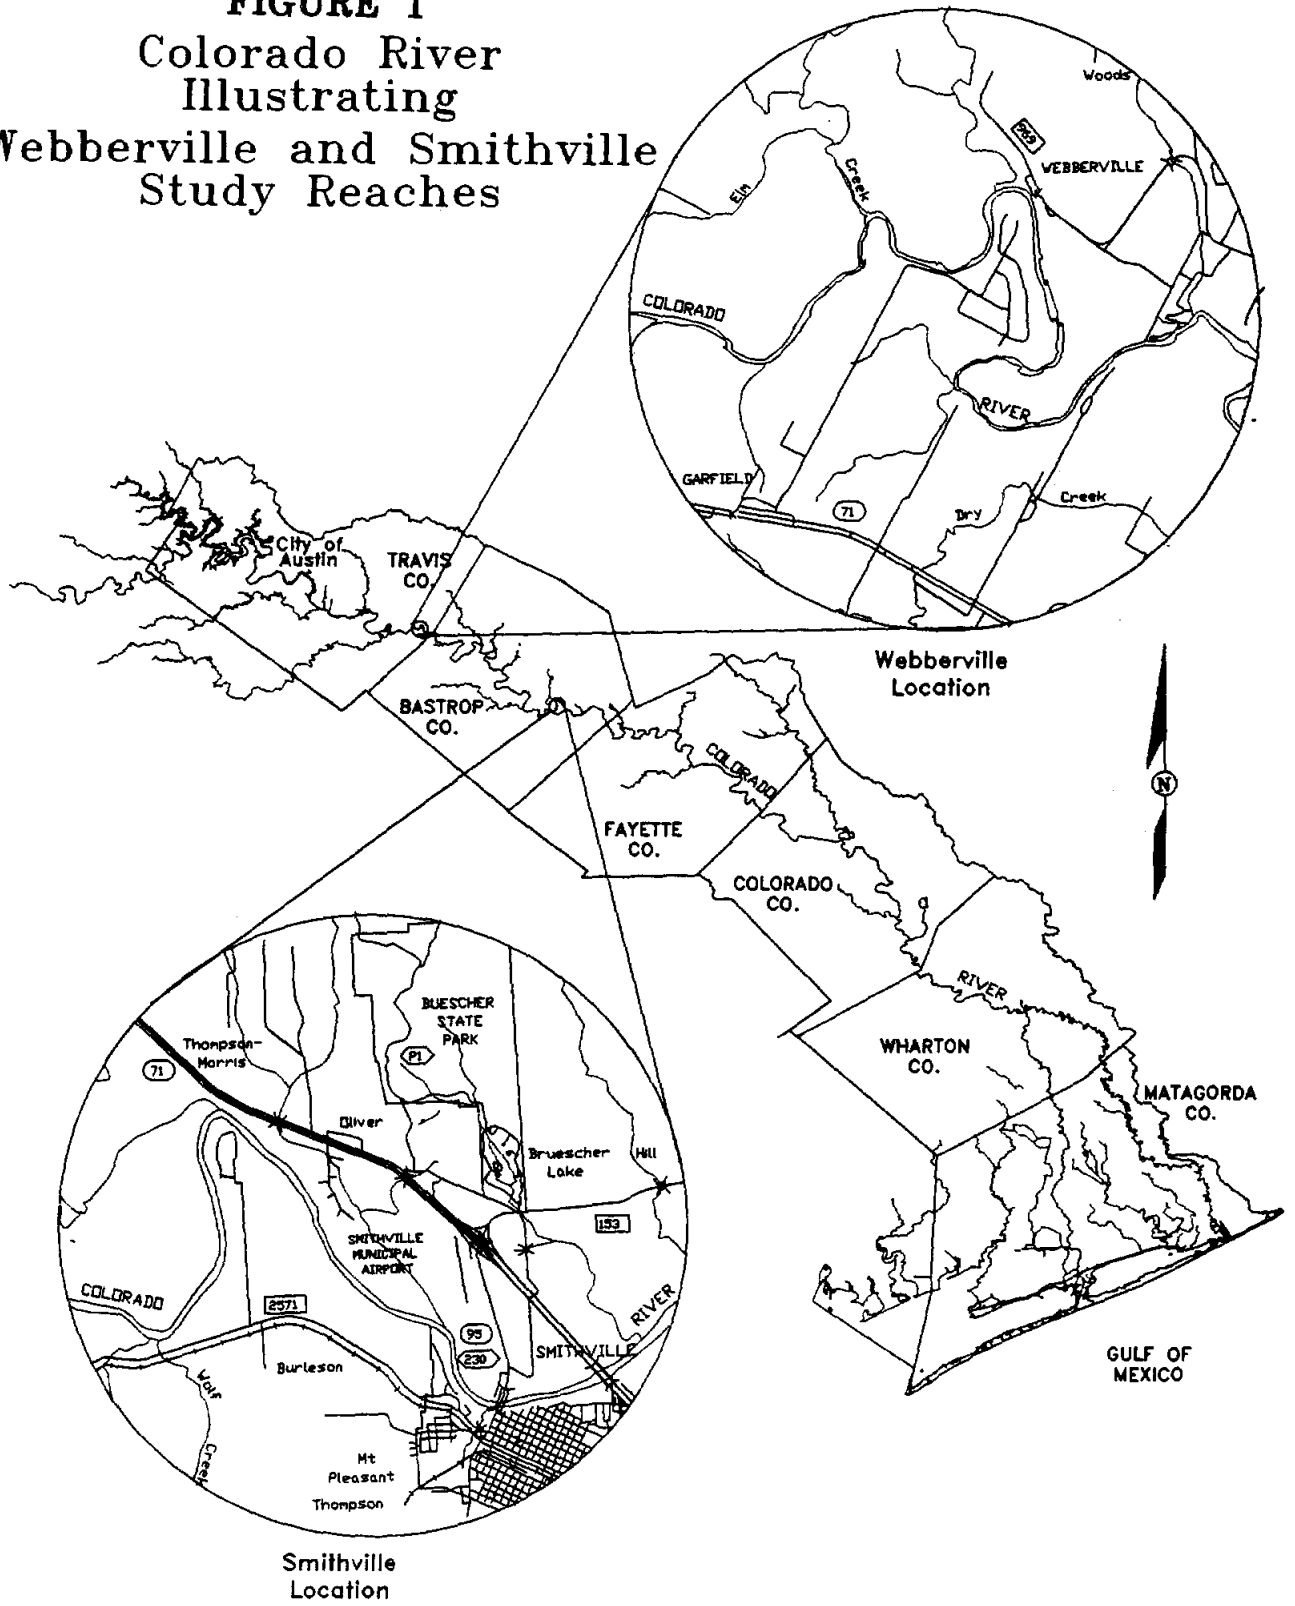 FIGURE 1
Colorado River
Illustrating
Webberville and Smithville
Study Reaches
Woods
969
WEBBERVILLE
Elm
Creek
COLORADO
RIVER
GARFIELD
71
Dry
Creek
Webberville
Location
City of
Austin
TRAVIS
CO.
BASTROP
CO.
COLORADO
FAYETTE
CO.
COLORADO
CO.
RIVER
WHARTON
CO.
MATAGORDA
CO.
GULF OF
MEXICO
N
BUESCHER
STATE
PARK
P1
Thompson-
Morris
71
Oliver
Bruescher
Lake
Hill
153
SMITHVILLE
MUNICIPAL
AIRPORT
COLORADO
2571
RIVER
95
230
SMITHVILLE
Burleson
Wolf
Creek
Mt
Pleasant
Thompson
Smithville
Location